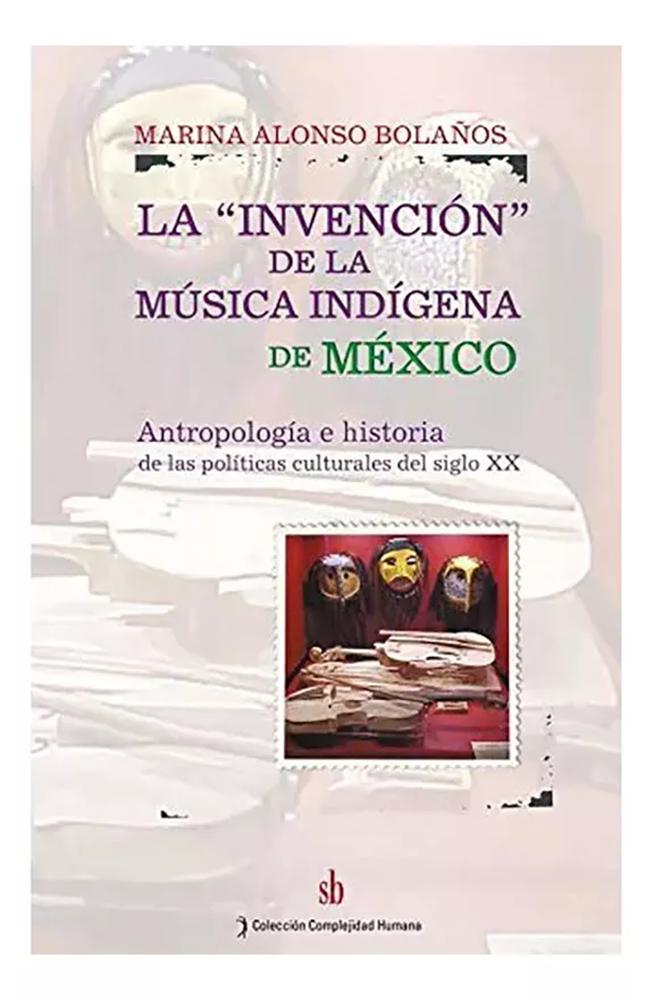 MARINA ALONSO BOLAÑOS
LA “INVENCIÓN”
DE LA
MÚSICA INDÍGENA
DE MÉXICO
Antropología e historia
de las políticas culturales del siglo XX
sb
Colección Complejidad Humana